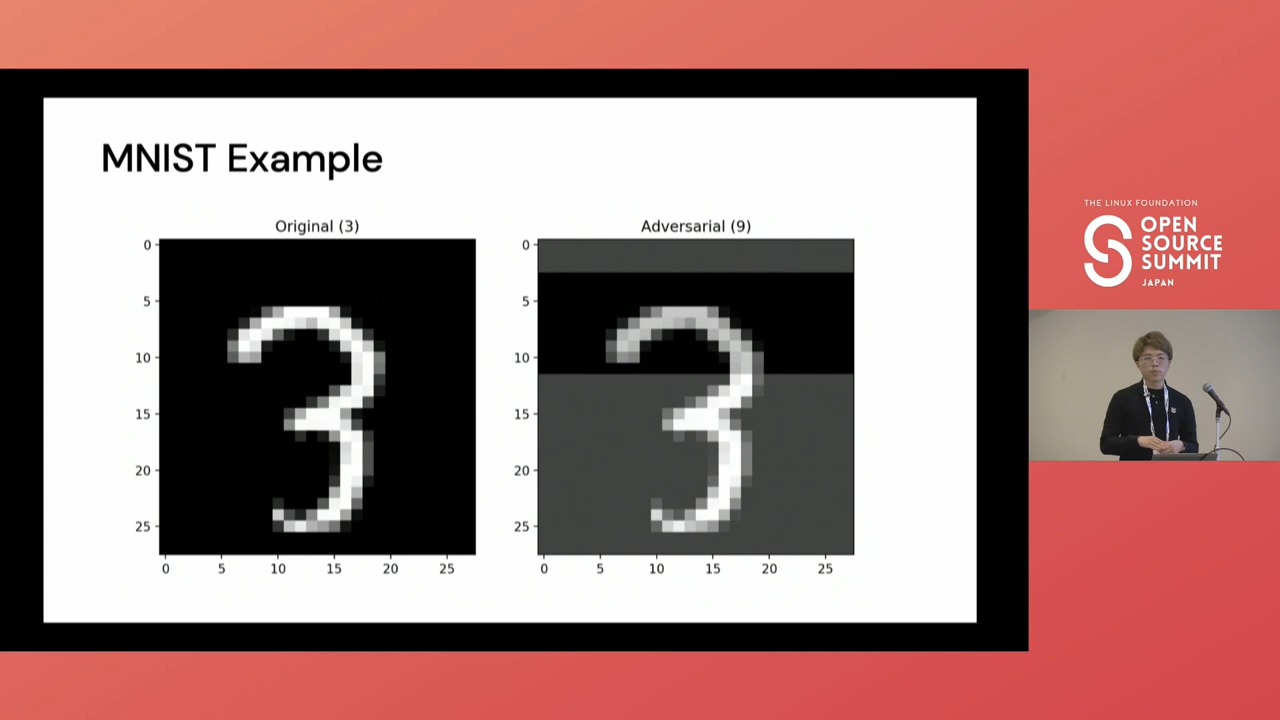 MNIST Example
Original (3)
0
5
10
15
20
25
0 5 10 15 20 25
Adversarial (9)
0
5
10
15
20
25
0 5 10 15 20 25
THE LINUX FOUNDATION
OPEN
SOURCE
SUMMIT
JAPAN